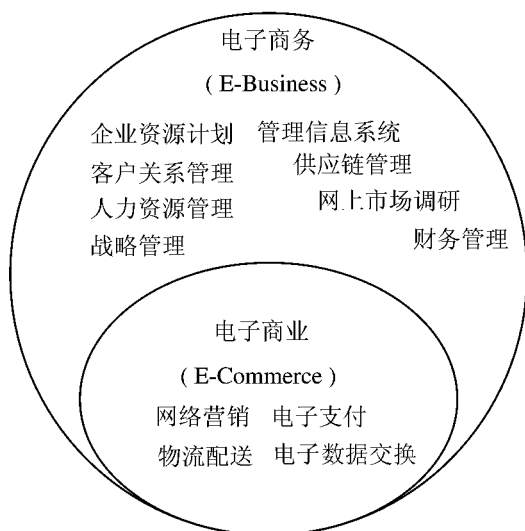 电子商务
( E-Business )
企业资源计划 管理信息系统
客户关系管理 供应链管理
人力资源管理 网上市场调研
战略管理 财务管理
电子商业
( E-Commerce )
网络营销 电子支付
物流配送 电子数据交换